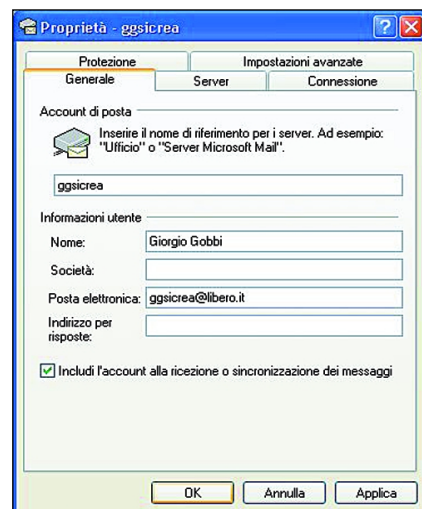 Proprietà - ggsicrea
Protezione
Impostazioni avanzate
Generale
Server
Connessione
Account di posta
Inserire il nome di riferimento per i server. Ad esempio:
"Ufficio" o "Server Microsoft Mail".
ggsicrea
Informazioni utente
Nome:
Giorgio Gobbi
Società:
Posta elettronica:
ggsicrea@libero.it
Indirizzo per
risposte:
Includi l'account alla ricezione o sincronizzazione dei messaggi
OK
Annulla
Applica